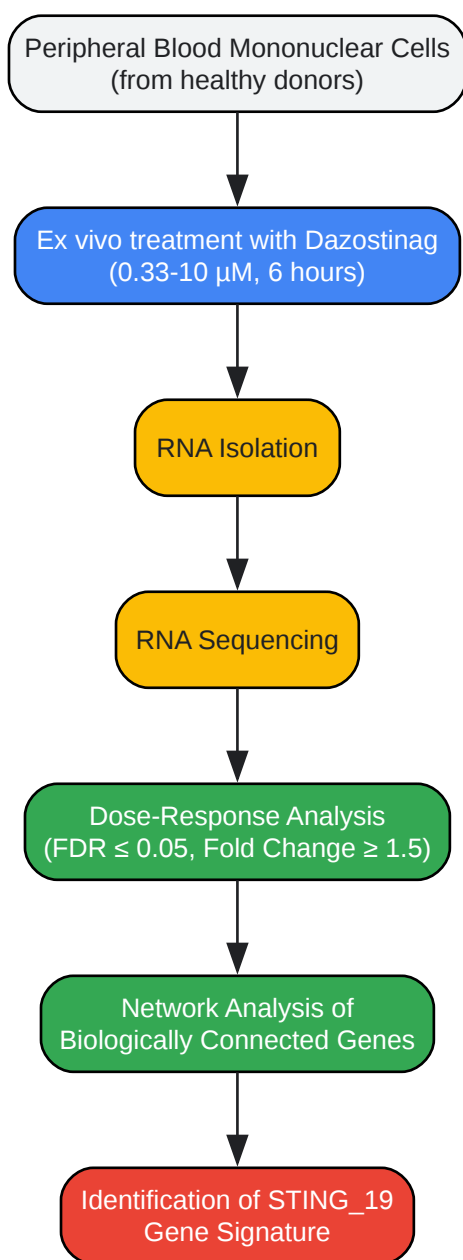 Peripheral Blood Mononuclear Cells
(from healthy donors)
Ex vivo treatment with Dazostinag
(0.33-10 µM, 6 hours)
RNA Isolation
RNA Sequencing
Dose-Response Analysis
(FDR ≤ 0.05, Fold Change ≥ 1.5)
Network Analysis of
Biologically Connected Genes
Identification of STING_19
Gene Signature